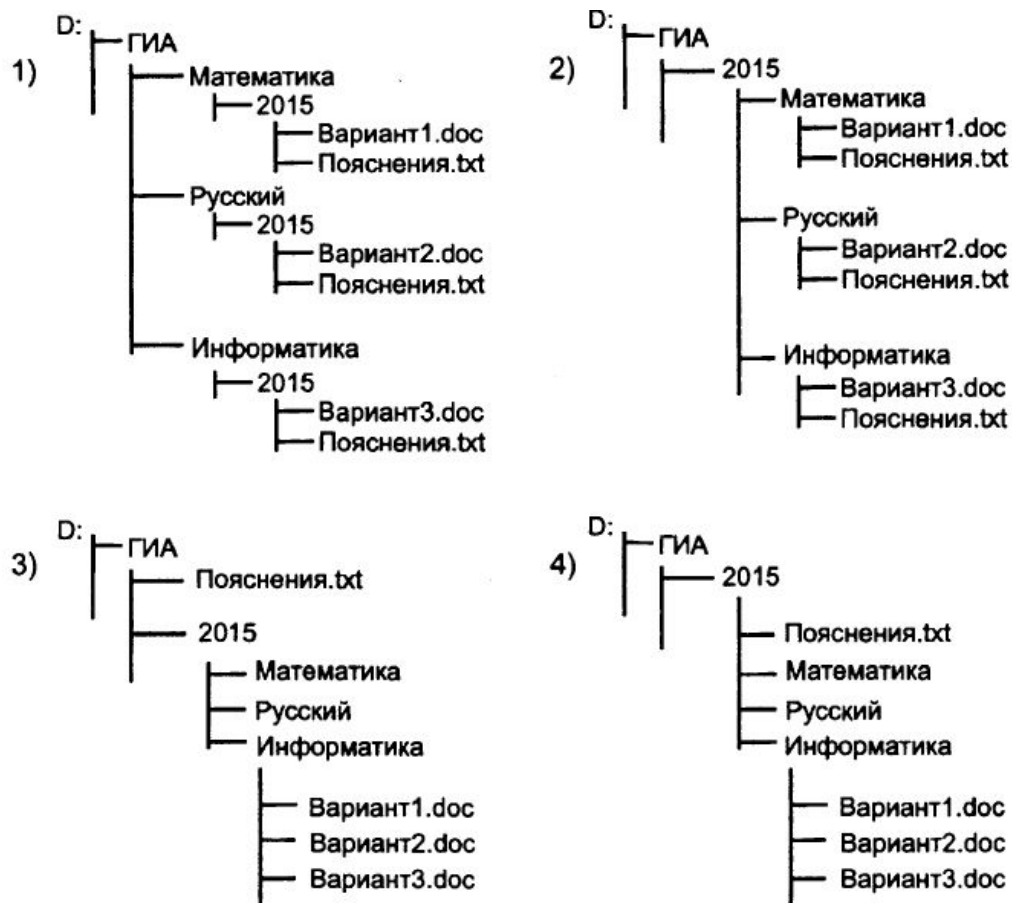 1)
D:
ГИА
Математика
2015
Вариант1.doc
Пояснения.txt
Русский
2015
Вариант2.doc
Пояснения.txt
Информатика
2015
Вариант3.doc
Пояснения.txt
2)
D:
ГИА
2015
Математика
Вариант1.doc
Пояснения.txt
Русский
Вариант2.doc
Пояснения.txt
Информатика
Вариант3.doc
Пояснения.txt
3)
D:
ГИА
Пояснения.txt
2015
Математика
Русский
Информатика
Вариант1.doc
Вариант2.doc
Вариант3.doc
4)
D:
ГИА
2015
Пояснения.txt
Математика
Русский
Информатика
Вариант1.doc
Вариант2.doc
Вариант3.doc